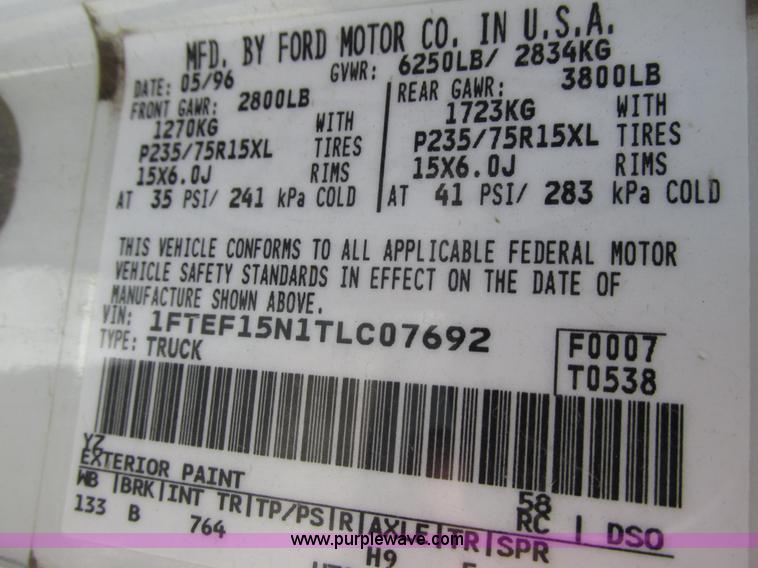 MFD. BY FORD MOTOR CO. IN U.S.A.
DATE: 05/96 GVWR: 6250LB/ 2834KG
FRONT GAWR: 2800LB REAR GAWR: 3800LB
1270KG WITH 1723KG WITH
P235/75R15XL TIRES P235/75R15XL TIRES
15X6.0J RIMS 15X6.0J RIMS
AT 35 PSI/ 241 kPa COLD AT 41 PSI/ 283 kPa COLD
THIS VEHICLE CONFORMS TO ALL APPLICABLE FEDERAL MOTOR
VEHICLE SAFETY STANDARDS IN EFFECT ON THE DATE OF
MANUFACTURE SHOWN ABOVE.
VIN: 1FTEF15N1TLC07692 F0007
TYPE: TRUCK T0538
YZ
EXTERIOR PAINT 58
WB BRK INT TR TP/PS R AXLE TR SPR RC DSO
133 B 764 H9
www.purplewave.com